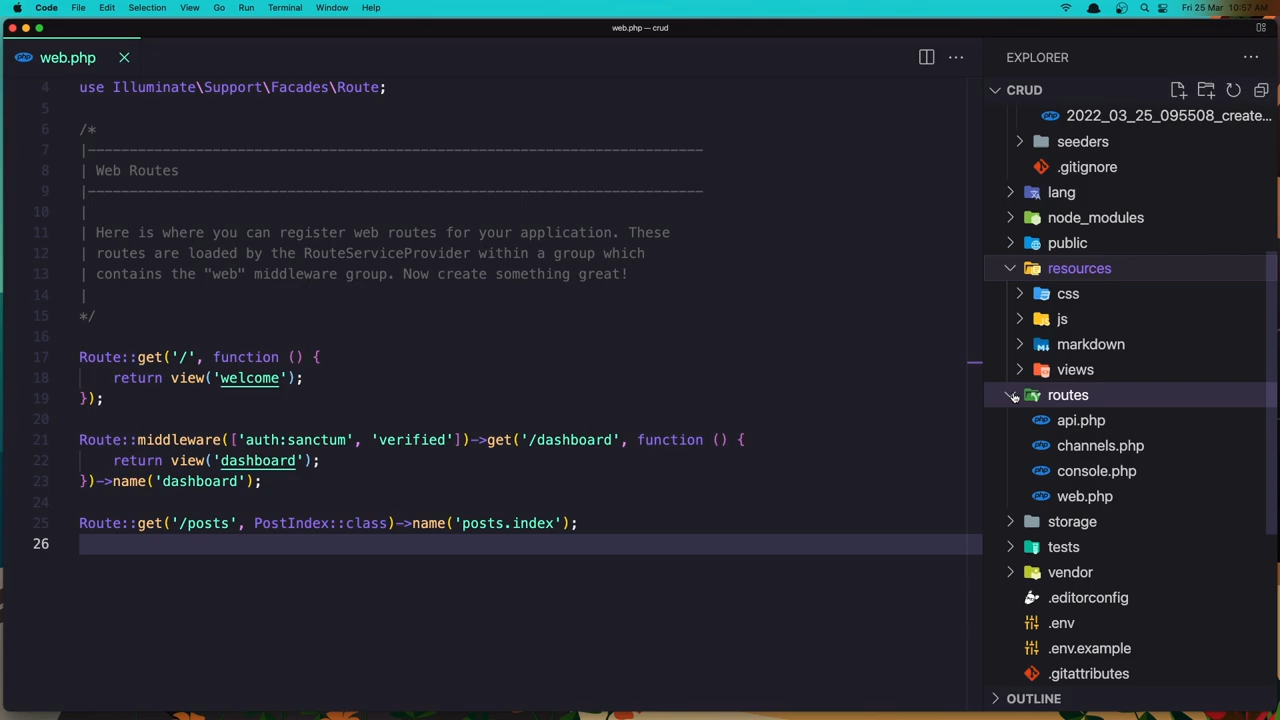 Code File Edit Selection View Go Run Terminal Window Help Fri 25 Mar 10:57 AM
web.php — crud
web.php
EXPLORER
CRUD
4 use Illuminate\Support\Facades\Route;
5
6 /*
7 |--------------------------------------------------------------------------
8 | Web Routes
9 |--------------------------------------------------------------------------
10 |
11 | Here is where you can register web routes for your application. These
12 | routes are loaded by the RouteServiceProvider within a group which
13 | contains the "web" middleware group. Now create something great!
14 |
15 */
16
17 Route::get('/', function () {
18 return view('welcome');
19 });
20
21 Route::middleware(['auth:sanctum', 'verified'])->get('/dashboard', function () {
22 return view('dashboard');
23 })->name('dashboard');
24
25 Route::get('/posts', PostIndex::class)->name('posts.index');
26
2022_03_25_095508_create...
seeders
.gitignore
lang
node_modules
public
resources
css
js
markdown
views
routes
api.php
channels.php
console.php
web.php
storage
tests
vendor
.editorconfig
.env
.env.example
.gitattributes
OUTLINE